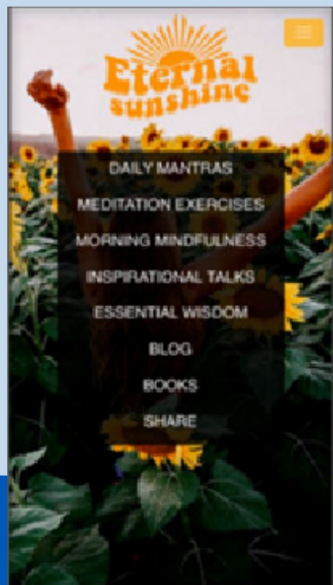 Eternal
sunshine
DAILY MANTRAS
MEDITATION EXERCISES
MORNING MINDFULNESS
INSPIRATIONAL TALKS
ESSENTIAL WISDOM
BLOG
BOOKS
SHARE